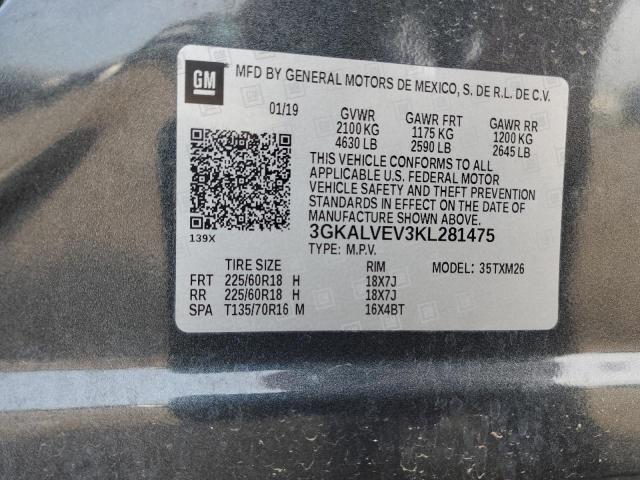 GM MFD BY GENERAL MOTORS DE MEXICO, S. DE R.L. DE C.V.
01/19 GVWR GAWR FRT GAWR RR
2100 KG 1175 KG 1200 KG
4630 LB 2590 LB 2645 LB
THIS VEHICLE CONFORMS TO ALL
APPLICABLE U.S. FEDERAL MOTOR
VEHICLE SAFETY AND THEFT PREVENTION
STANDARDS IN EFFECT ON THE DATE OF
MANUFACTURE SHOWN ABOVE.
139X 3GKALVEV3KL281475
TYPE: M.P.V.
TIRE SIZE RIM MODEL: 35TXM26
FRT 225/60R18 H 18X7J
RR 225/60R18 H 18X7J
SPA T135/70R16 M 16X4BT